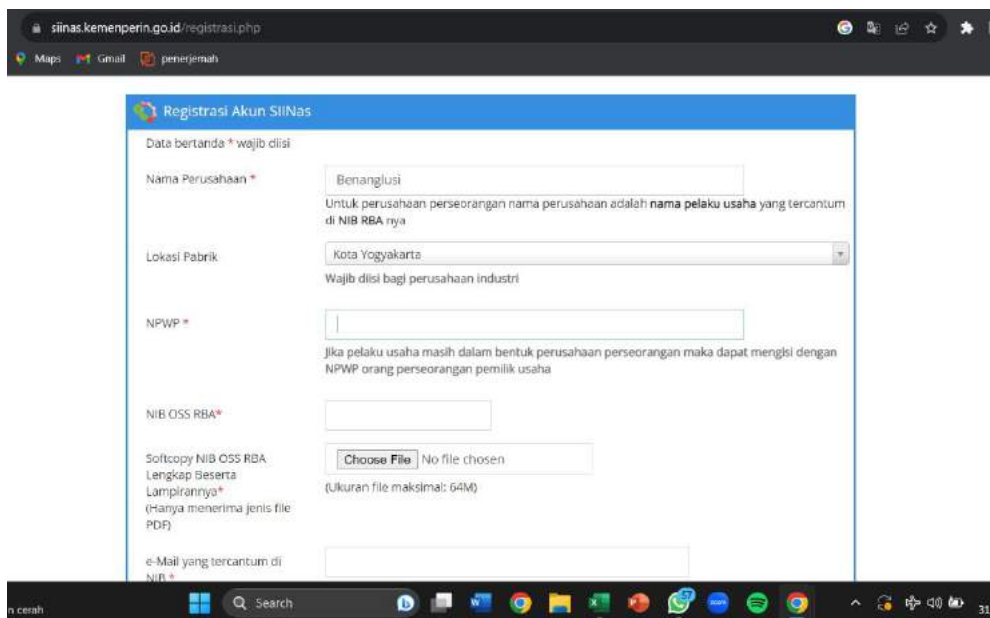 siinas.kemenperin.go.id/registrasi.php
Maps Gmail penerjemah
Registrasi Akun SIINas
Data bertanda * wajib diisi
Nama Perusahaan *
Benanglusi
Untuk perusahaan perseorangan nama perusahaan adalah nama pelaku usaha yang tercantum
di NIB RBA nya
Lokasi Pabrik
Kota Yogyakarta
Wajib diisi bagi perusahaan industri
NPWP *
Jika pelaku usaha masih dalam bentuk perusahaan perseorangan maka dapat mengisi dengan
NPWP orang perseorangan pemilik usaha
NIB OSS RBA*
Softcopy NIB OSS RBA
Lengkap Beserta
Lampirannya*
(Hanya menerima jenis file
PDF)
Choose File No file chosen
(Ukuran file maksimal: 64M)
e-Mail yang tercantum di
NIB *
n cerah
Search
57
zoom
31